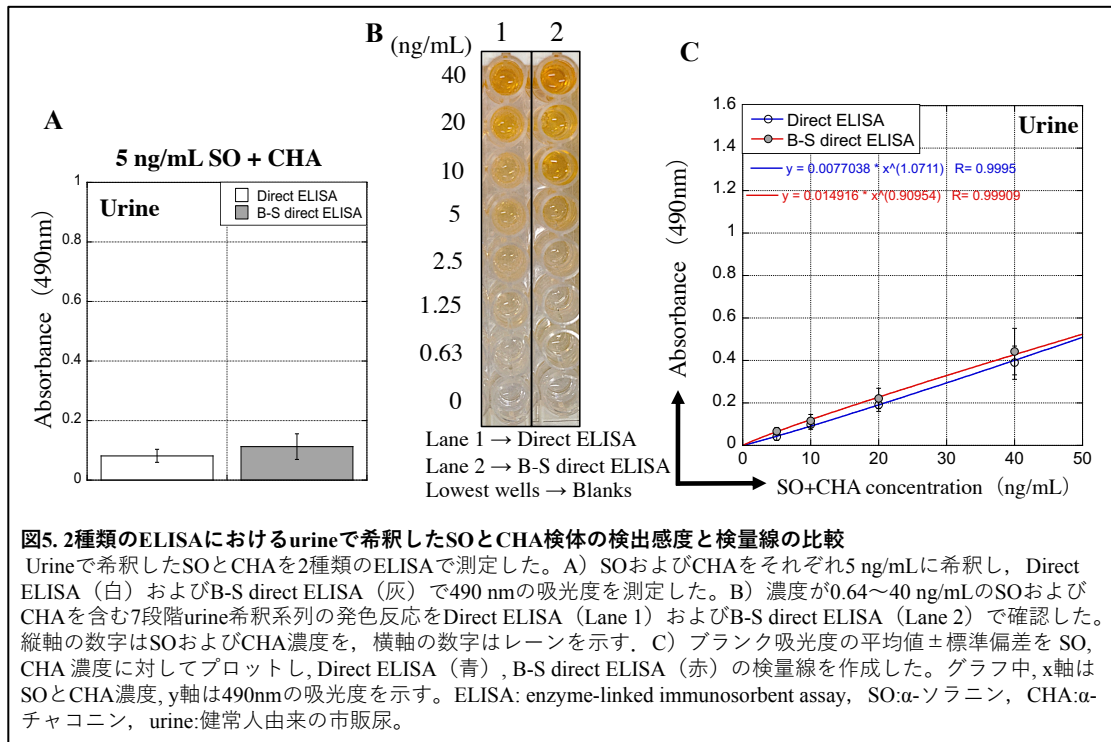 A
5 ng/mL SO + CHA
Urine
Direct ELISA
B-S direct ELISA
Absorbance（490nm）
1
0.8
0.6
0.4
0.2
0
B
(ng/mL)
1 2
40
20
10
5
2.5
1.25
0.63
0
Lane 1 → Direct ELISA
Lane 2 → B-S direct ELISA
Lowest wells → Blanks
C
Direct ELISA
B-S direct ELISA
Urine
y = 0.0077038 * x^(1.0711) R= 0.9995
y = 0.014916 * x^(0.90954) R= 0.99909
Absorbance（490nm）
1.6
1.4
1.2
1
0.8
0.6
0.4
0.2
0
0 10 20 30 40 50
SO+CHA concentration（ng/mL）
図5. 2種類のELISAにおけるurineで希釈したSOとCHA検体の検出感度と検量線の比較
Urineで希釈したSOとCHAを2種類のELISAで測定した。A）SOおよびCHAをそれぞれ5 ng/mLに希釈し，Direct
ELISA（白）およびB-S direct ELISA（灰）で490 nmの吸光度を測定した。B）濃度が0.64～40 ng/mLのSOおよび
CHAを含む7段階urine希釈系列の発色反応をDirect ELISA（Lane 1）およびB-S direct ELISA（Lane 2）で確認した。
縦軸の数字はSOおよびCHA濃度を，横軸の数字はレーンを示す．C）ブランク吸光度の平均値±標準偏差を SO,
CHA 濃度に対してプロットし, Direct ELISA（青）, B-S direct ELISA（赤）の検量線を作成した。グラフ中, x軸は
SOとCHA濃度, y軸は490nmの吸光度を示す。ELISA: enzyme-linked immunosorbent assay，SO:α-ソラニン，CHA:α-
チャコニン，urine:健常人由来の市販尿。